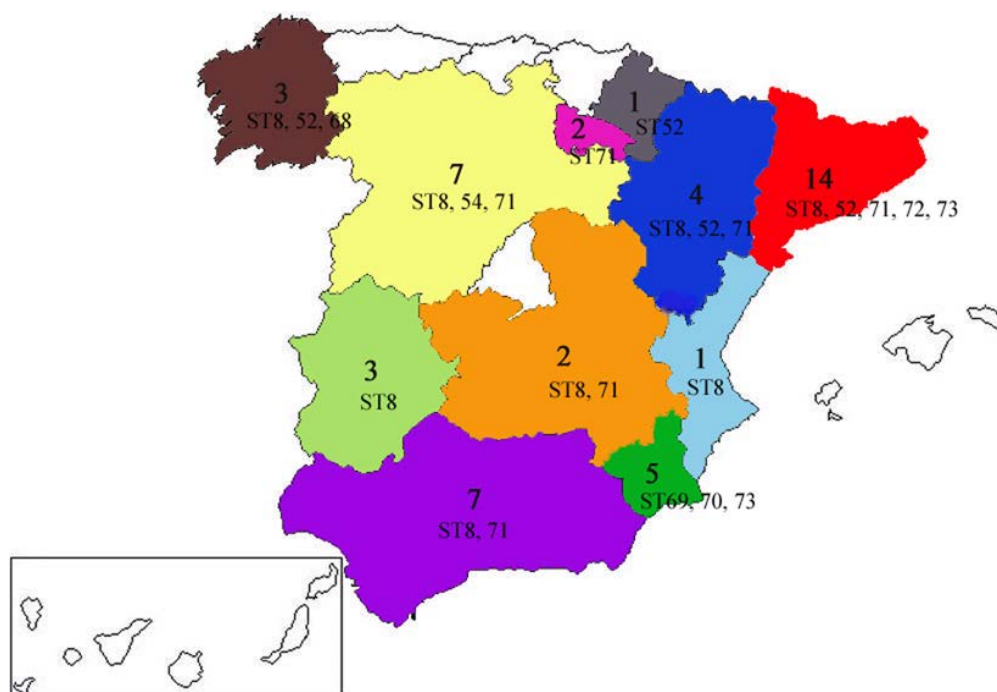 3
ST8, 52, 68
1
ST52
2
ST71
7
ST8, 54, 71
4
ST8, 52, 71
14
ST8, 52, 71, 72, 73
3
ST8
2
ST8, 71
1
ST8
5
ST69, 70, 73
7
ST8, 71